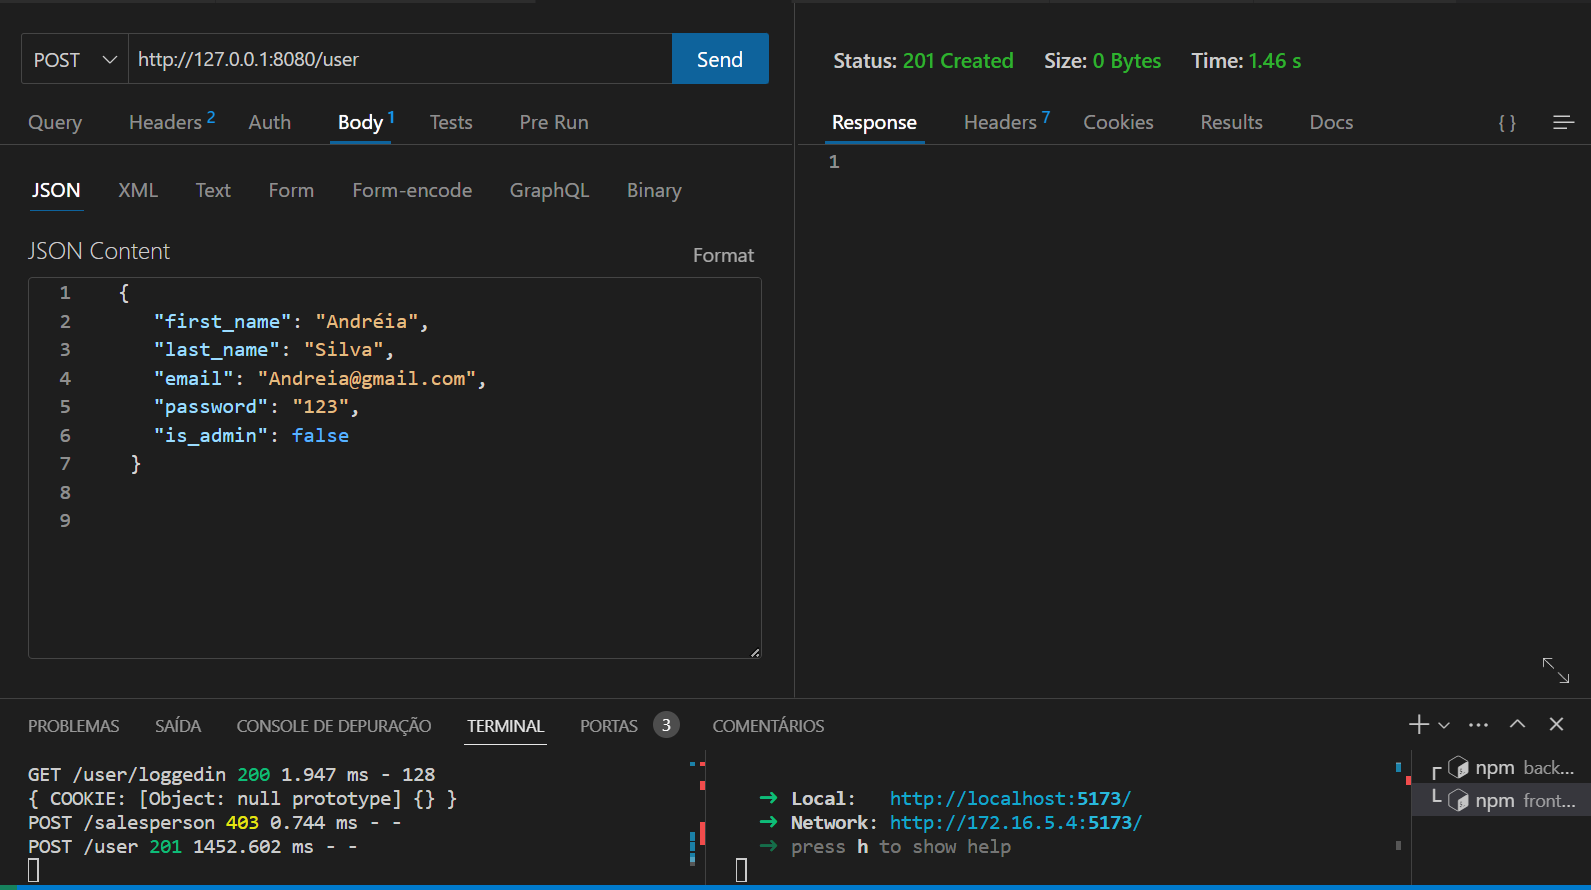 POST
http://127.0.0.1:8080/user
Send
Query
Headers 2
Auth
Body 1
Tests
Pre Run
JSON
XML
Text
Form
Form-encode
GraphQL
Binary
JSON Content
Format
1 {
2 "first_name": "Andréia",
3 "last_name": "Silva",
4 "email": "Andreia@gmail.com",
5 "password": "123",
6 "is_admin": false
7 }
8
9
Status: 201 Created
Size: 0 Bytes
Time: 1.46 s
Response
Headers 7
Cookies
Results
Docs
{ }
1
PROBLEMAS
SAÍDA
CONSOLE DE DEPURAÇÃO
TERMINAL
PORTAS 3
COMENTÁRIOS
GET /user/loggedin 200 1.947 ms - 128
{ COOKIE: [Object: null prototype] {} }
POST /salesperson 403 0.744 ms - -
POST /user 201 1452.602 ms - -
➜ Local: http://localhost:5173/
➜ Network: http://172.16.5.4:5173/
➜ press h to show help
npm back...
npm front...